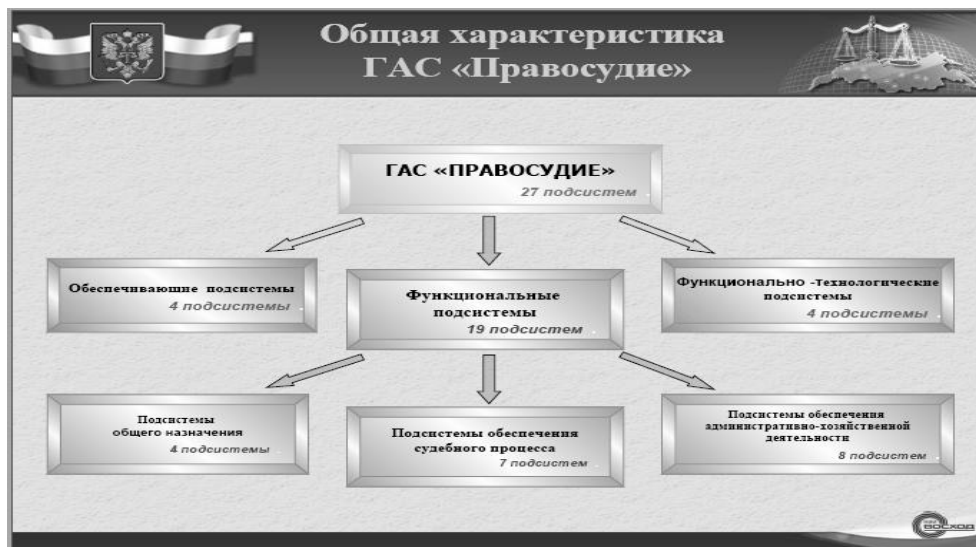 Общая характеристика
ГАС «Правосудие»
ГАС «ПРАВОСУДИЕ»
27 подсистем
Обеспечивающие подсистемы
4 подсистемы
Функциональные
подсистемы
19 подсистем
Функционально -Технологические
подсистемы
4 подсистемы
Подсистемы
общего назначения
4 подсистемы
Подсистемы обеспечения
судебного процесса
7 подсистем
Подсистемы обеспечения
административно-хозяйственной
деятельности
8 подсистем
ВОСХОД